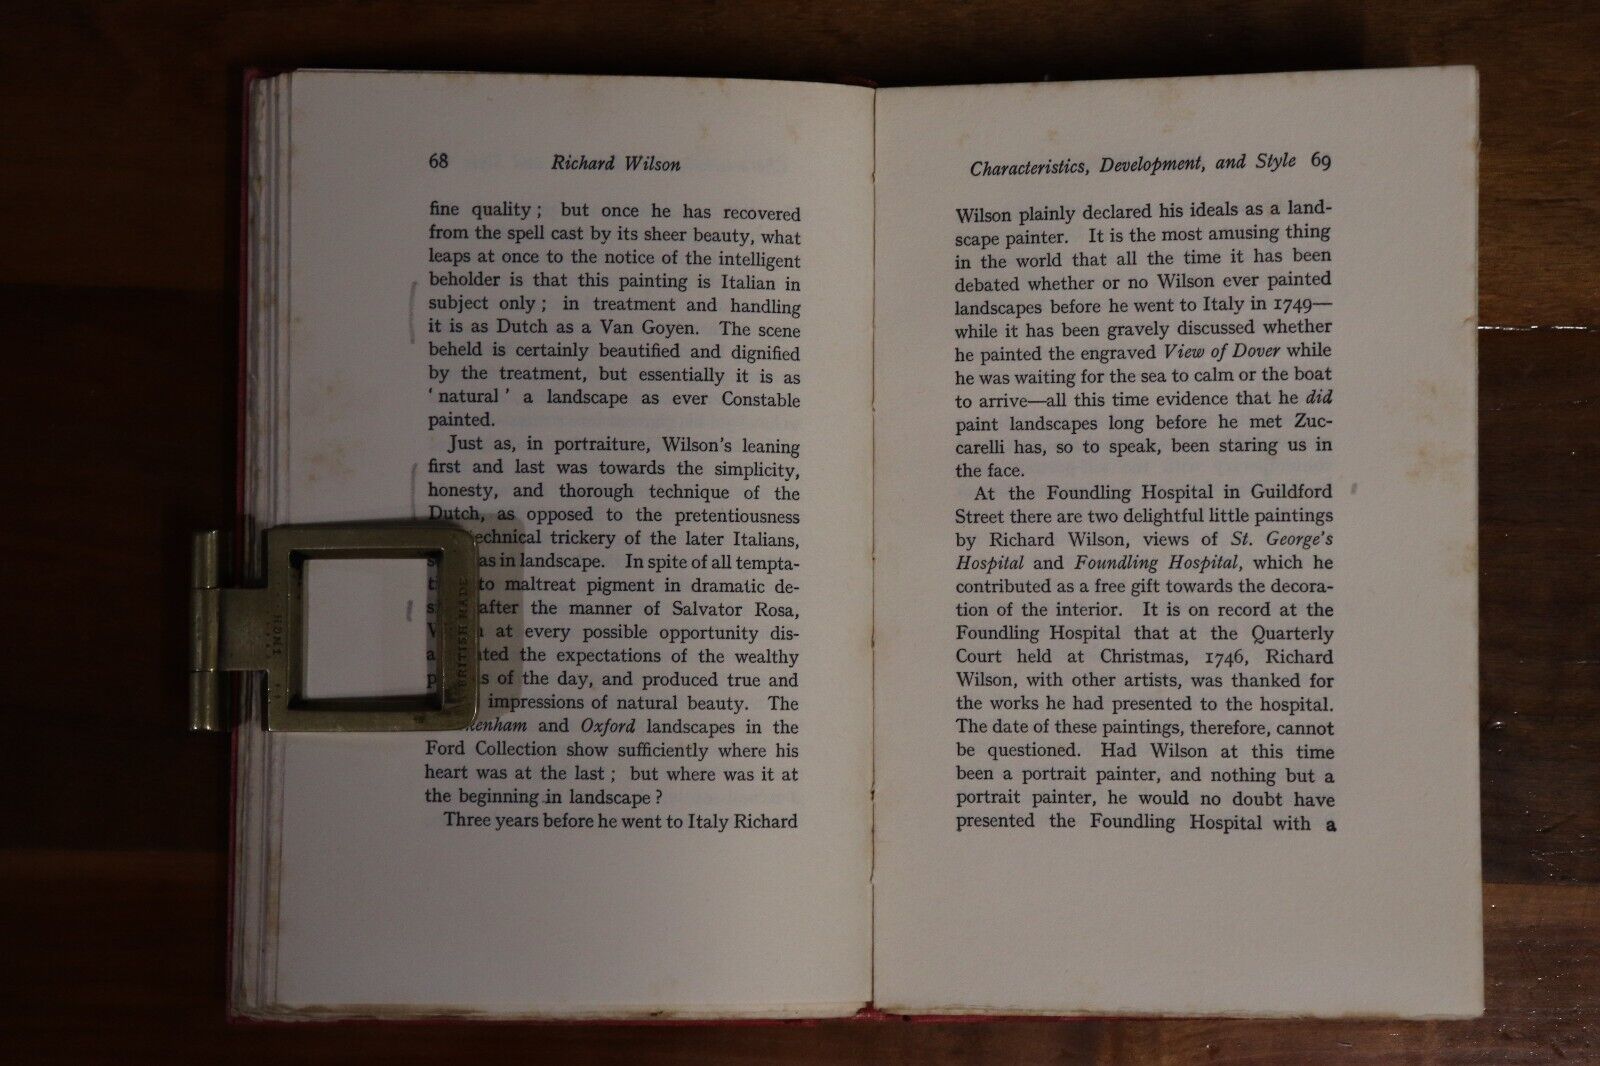 68 Richard Wilson
fine quality ; but once he has recovered
from the spell cast by its sheer beauty, what
leaps at once to the notice of the intelligent
beholder is that this painting is Italian in
subject only ; in treatment and handling
it is as Dutch as a Van Goyen. The scene
beheld is certainly beautified and dignified
by the treatment, but essentially it is as
‘ natural ’ a landscape as ever Constable
painted.
Just as, in portraiture, Wilson's leaning
first and last was towards the simplicity,
honesty, and thorough technique of the
Dutch, as opposed to the pretentiousness
technical trickery of the later Italians,
as in landscape. In spite of all tempta-
to maltreat pigment in dramatic de-
after the manner of Salvator Rosa,
at every possible opportunity dis-
the expectations of the wealthy
of the day, and produced true and
impressions of natural beauty. The
and Oxford landscapes in the
Ford Collection show sufficiently where his
heart was at the last ; but where was it at
the beginning in landscape ?
Three years before he went to Italy Richard
BRITISH MADE
Characteristics, Development, and Style 69
Wilson plainly declared his ideals as a land-
scape painter. It is the most amusing thing
in the world that all the time it has been
debated whether or no Wilson ever painted
landscapes before he went to Italy in 1749—
while it has been gravely discussed whether
he painted the engraved View of Dover while
he was waiting for the sea to calm or the boat
to arrive—all this time evidence that he did
paint landscapes long before he met Zuc-
carelli has, so to speak, been staring us in
the face.
At the Foundling Hospital in Guildford
Street there are two delightful little paintings
by Richard Wilson, views of St. George's
Hospital and Foundling Hospital, which he
contributed as a free gift towards the decora-
tion of the interior. It is on record at the
Foundling Hospital that at the Quarterly
Court held at Christmas, 1746, Richard
Wilson, with other artists, was thanked for
the works he had presented to the hospital.
The date of these paintings, therefore, cannot
be questioned. Had Wilson at this time
been a portrait painter, and nothing but a
portrait painter, he would no doubt have
presented the Foundling Hospital with a